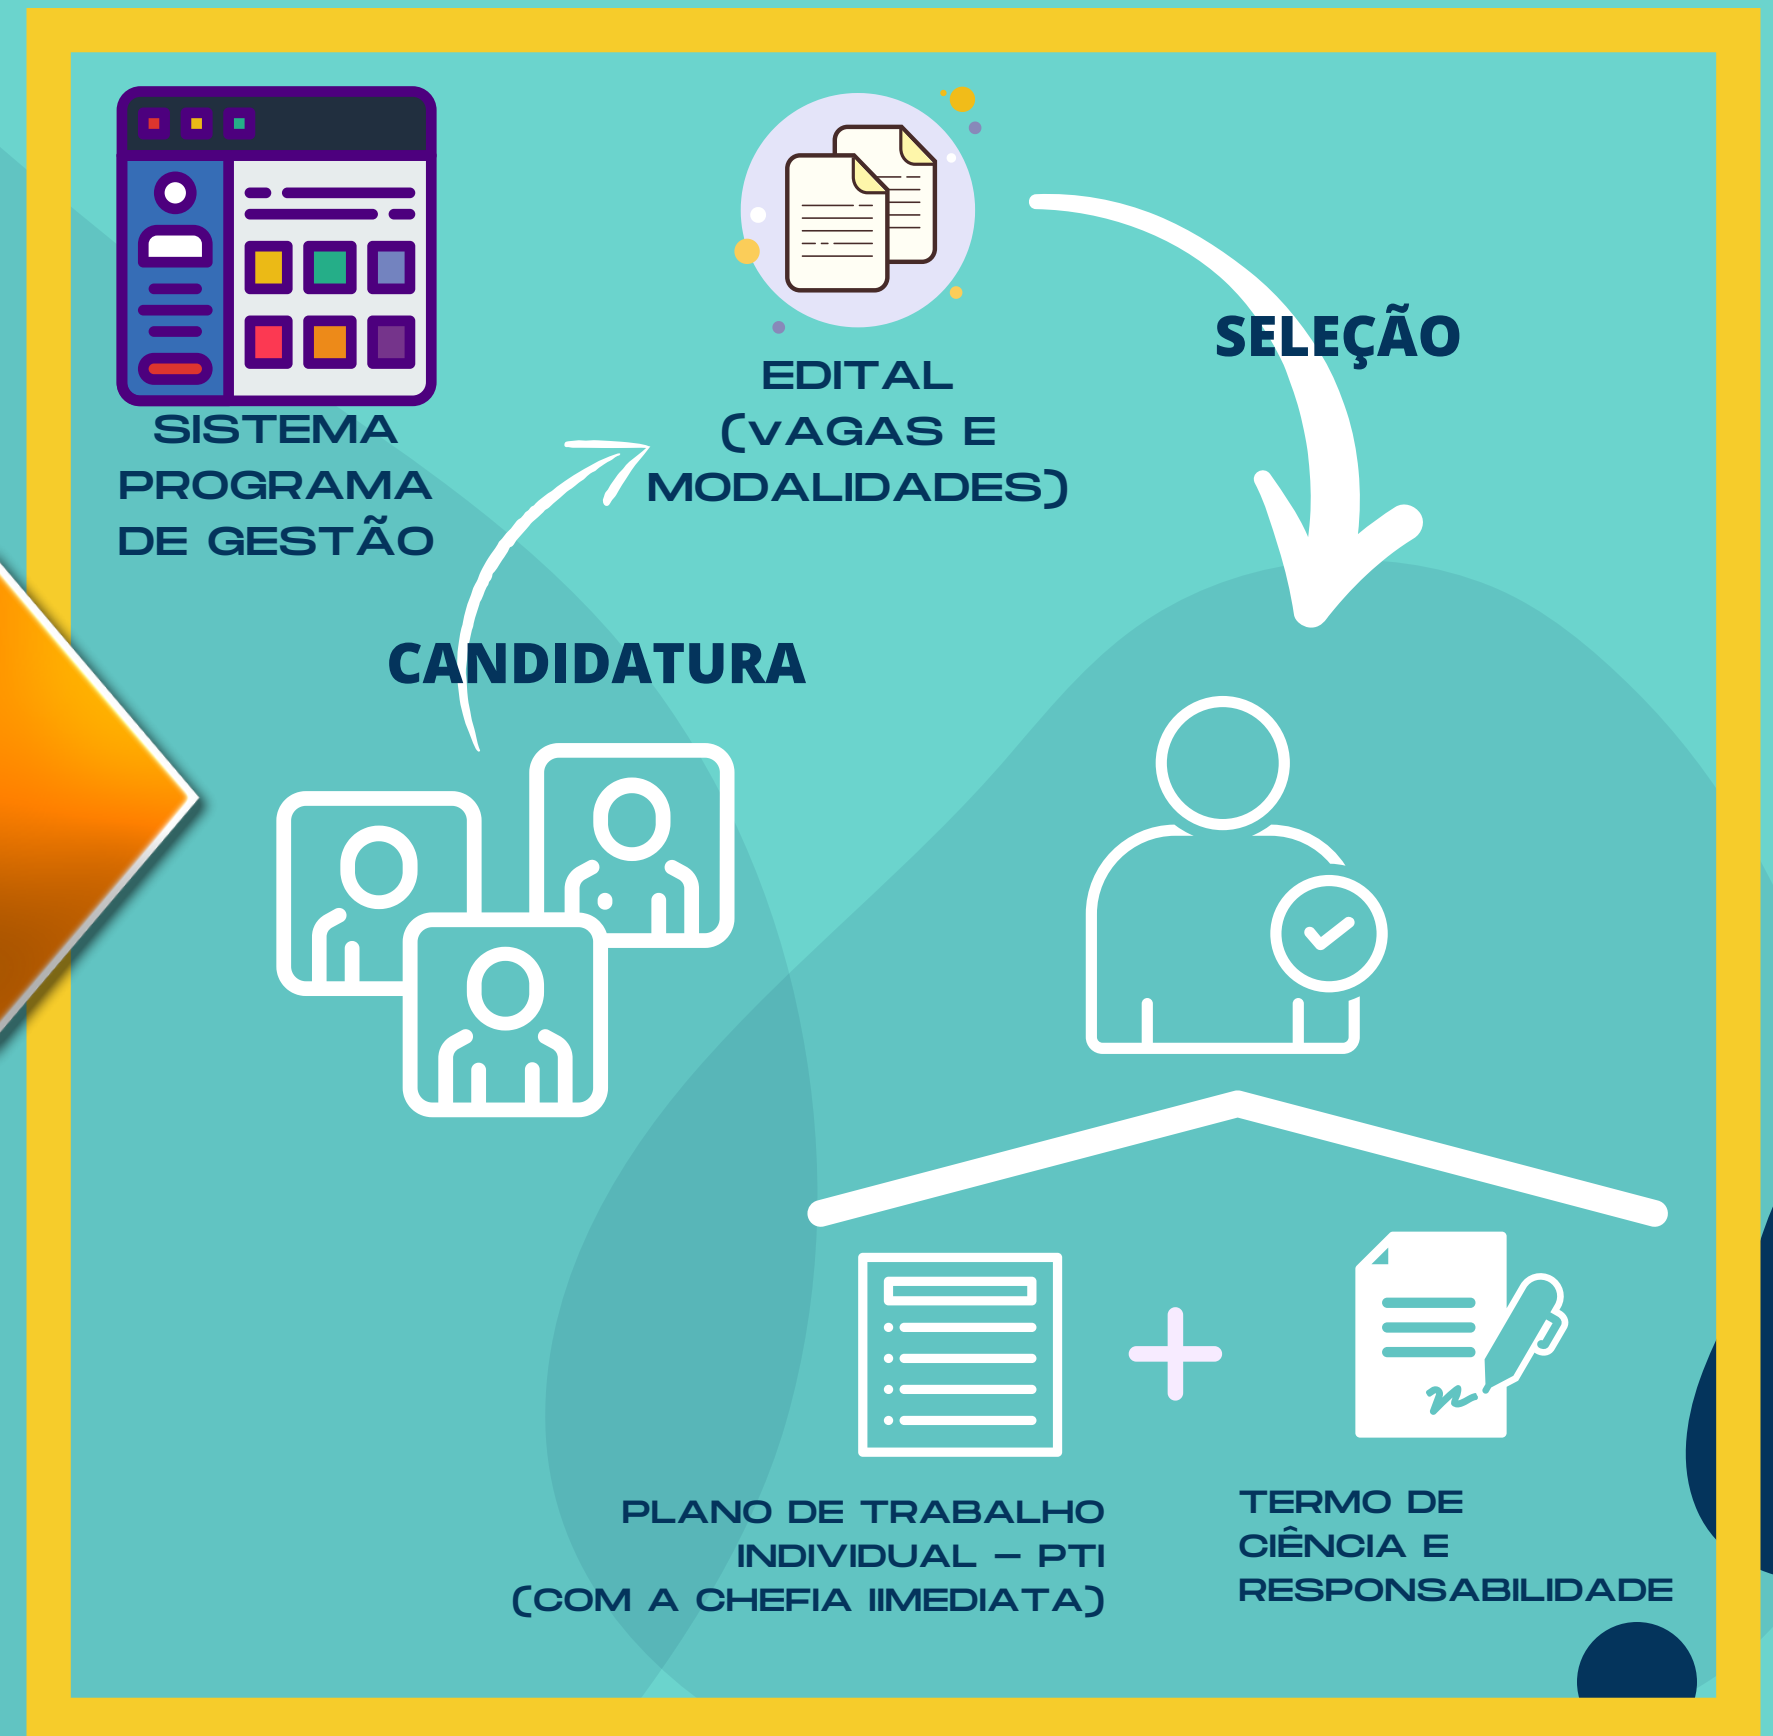 SISTEMA
PROGRAMA
DE GESTÃO
EDITAL
(VAGAS E
MODALIDADES)
SELEÇÃO
CANDIDATURA
PLANO DE TRABALHO
INDIVIDUAL – PTI
(COM A CHEFIA IIMEDIATA)
TERMO DE
CIÊNCIA E
RESPONSABILIDADE